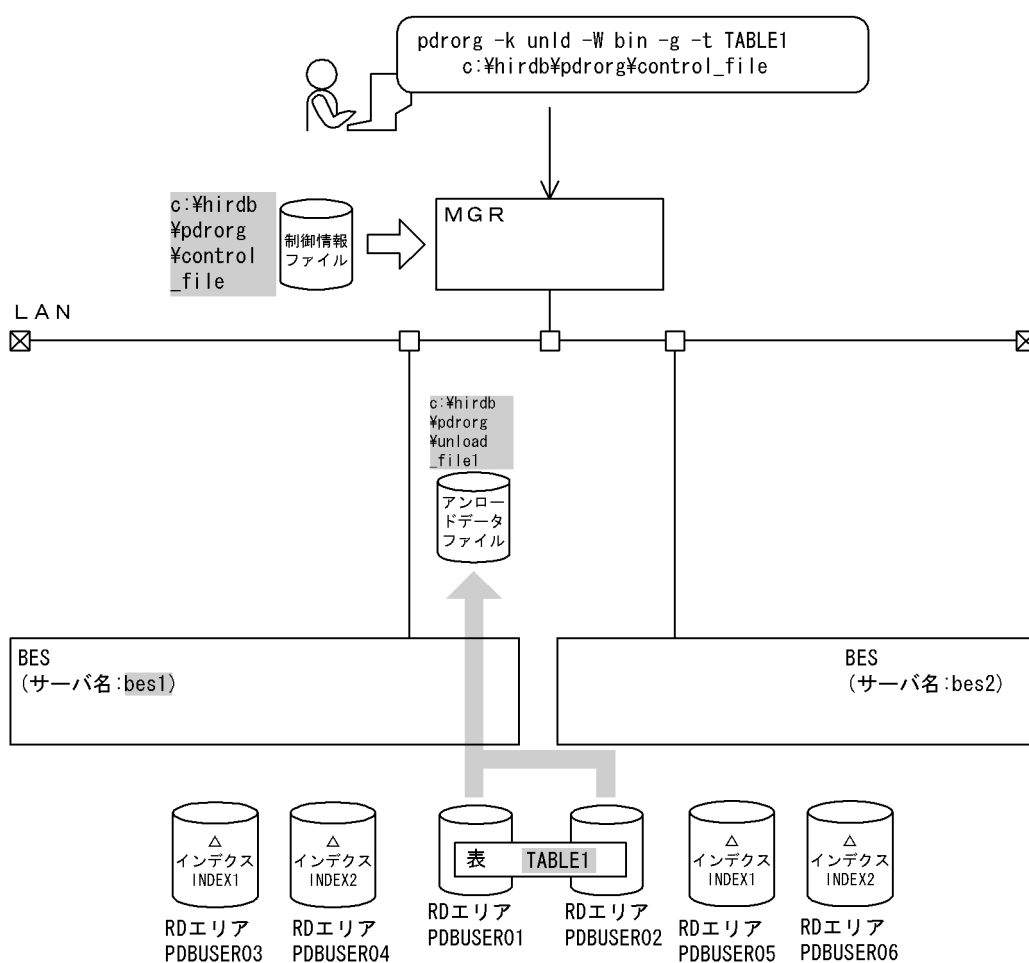 pdrorg -k unld -W bin -g -t TABLE1
c:¥hirdb¥pdrorg¥control_file
c:¥hirdb
¥pdrorg
¥control
_file
制御情報
ファイル
MGR
LAN
c:¥hirdb
¥pdrorg
¥unload
_file1
アンロー
ドデータ
ファイル
BES
(サーバ名:bes1)
BES
(サーバ名:bes2)
△
インデクス
INDEX1
△
インデクス
INDEX2
表 TABLE1
△
インデクス
INDEX1
△
インデクス
INDEX2
RDエリア
PDBUSER03
RDエリア
PDBUSER04
RDエリア
PDBUSER01
RDエリア
PDBUSER02
RDエリア
PDBUSER05
RDエリア
PDBUSER06